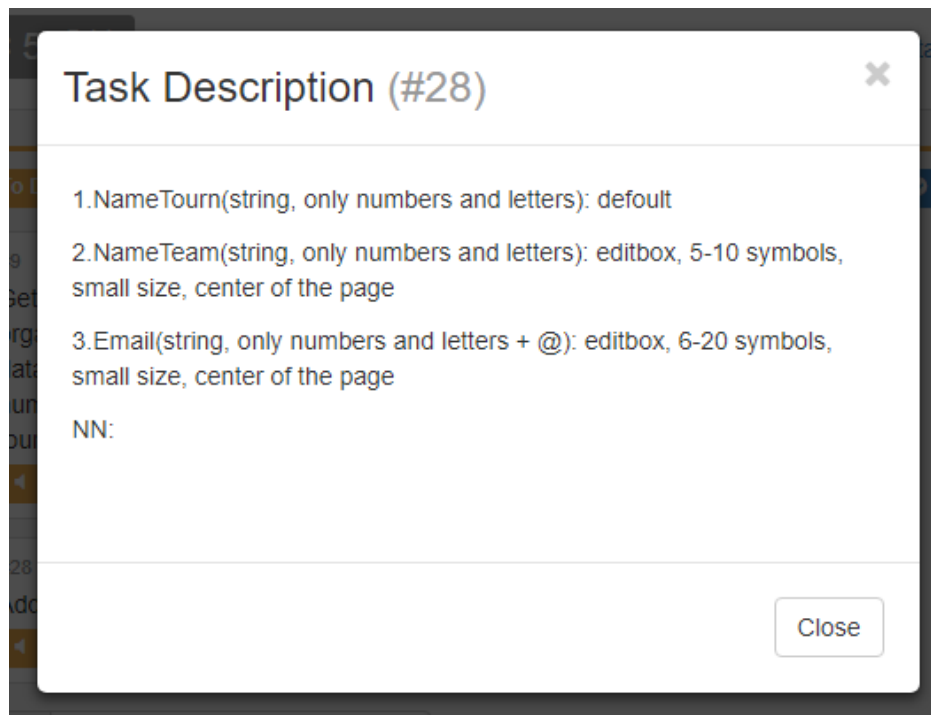 Task Description (#28)
1.NameTourn(string, only numbers and letters): defoult
2.NameTeam(string, only numbers and letters): editbox, 5-10 symbols,
small size, center of the page
3.Email(string, only numbers and letters + @): editbox, 6-20 symbols,
small size, center of the page
NN:
28
Close